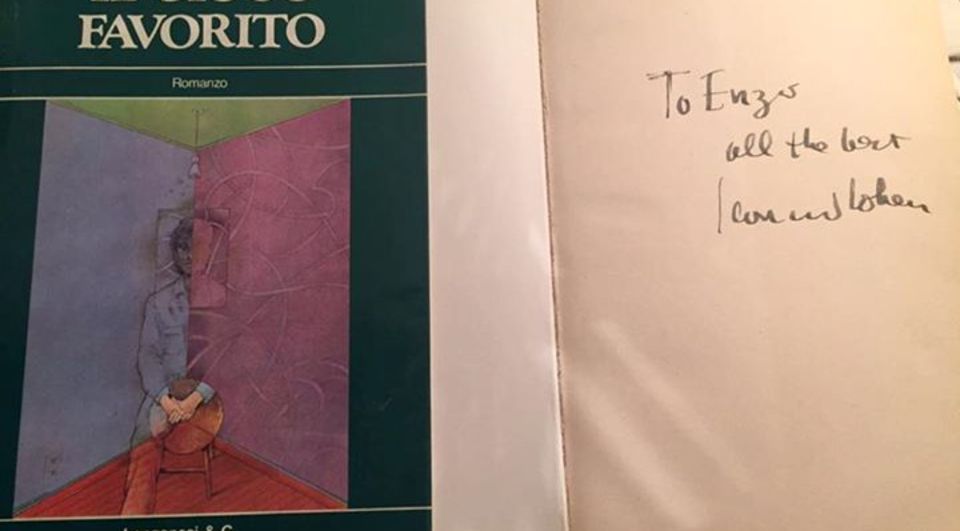 FAVORITO
Romanzo
To Enzo
all the best
Leonard Cohen